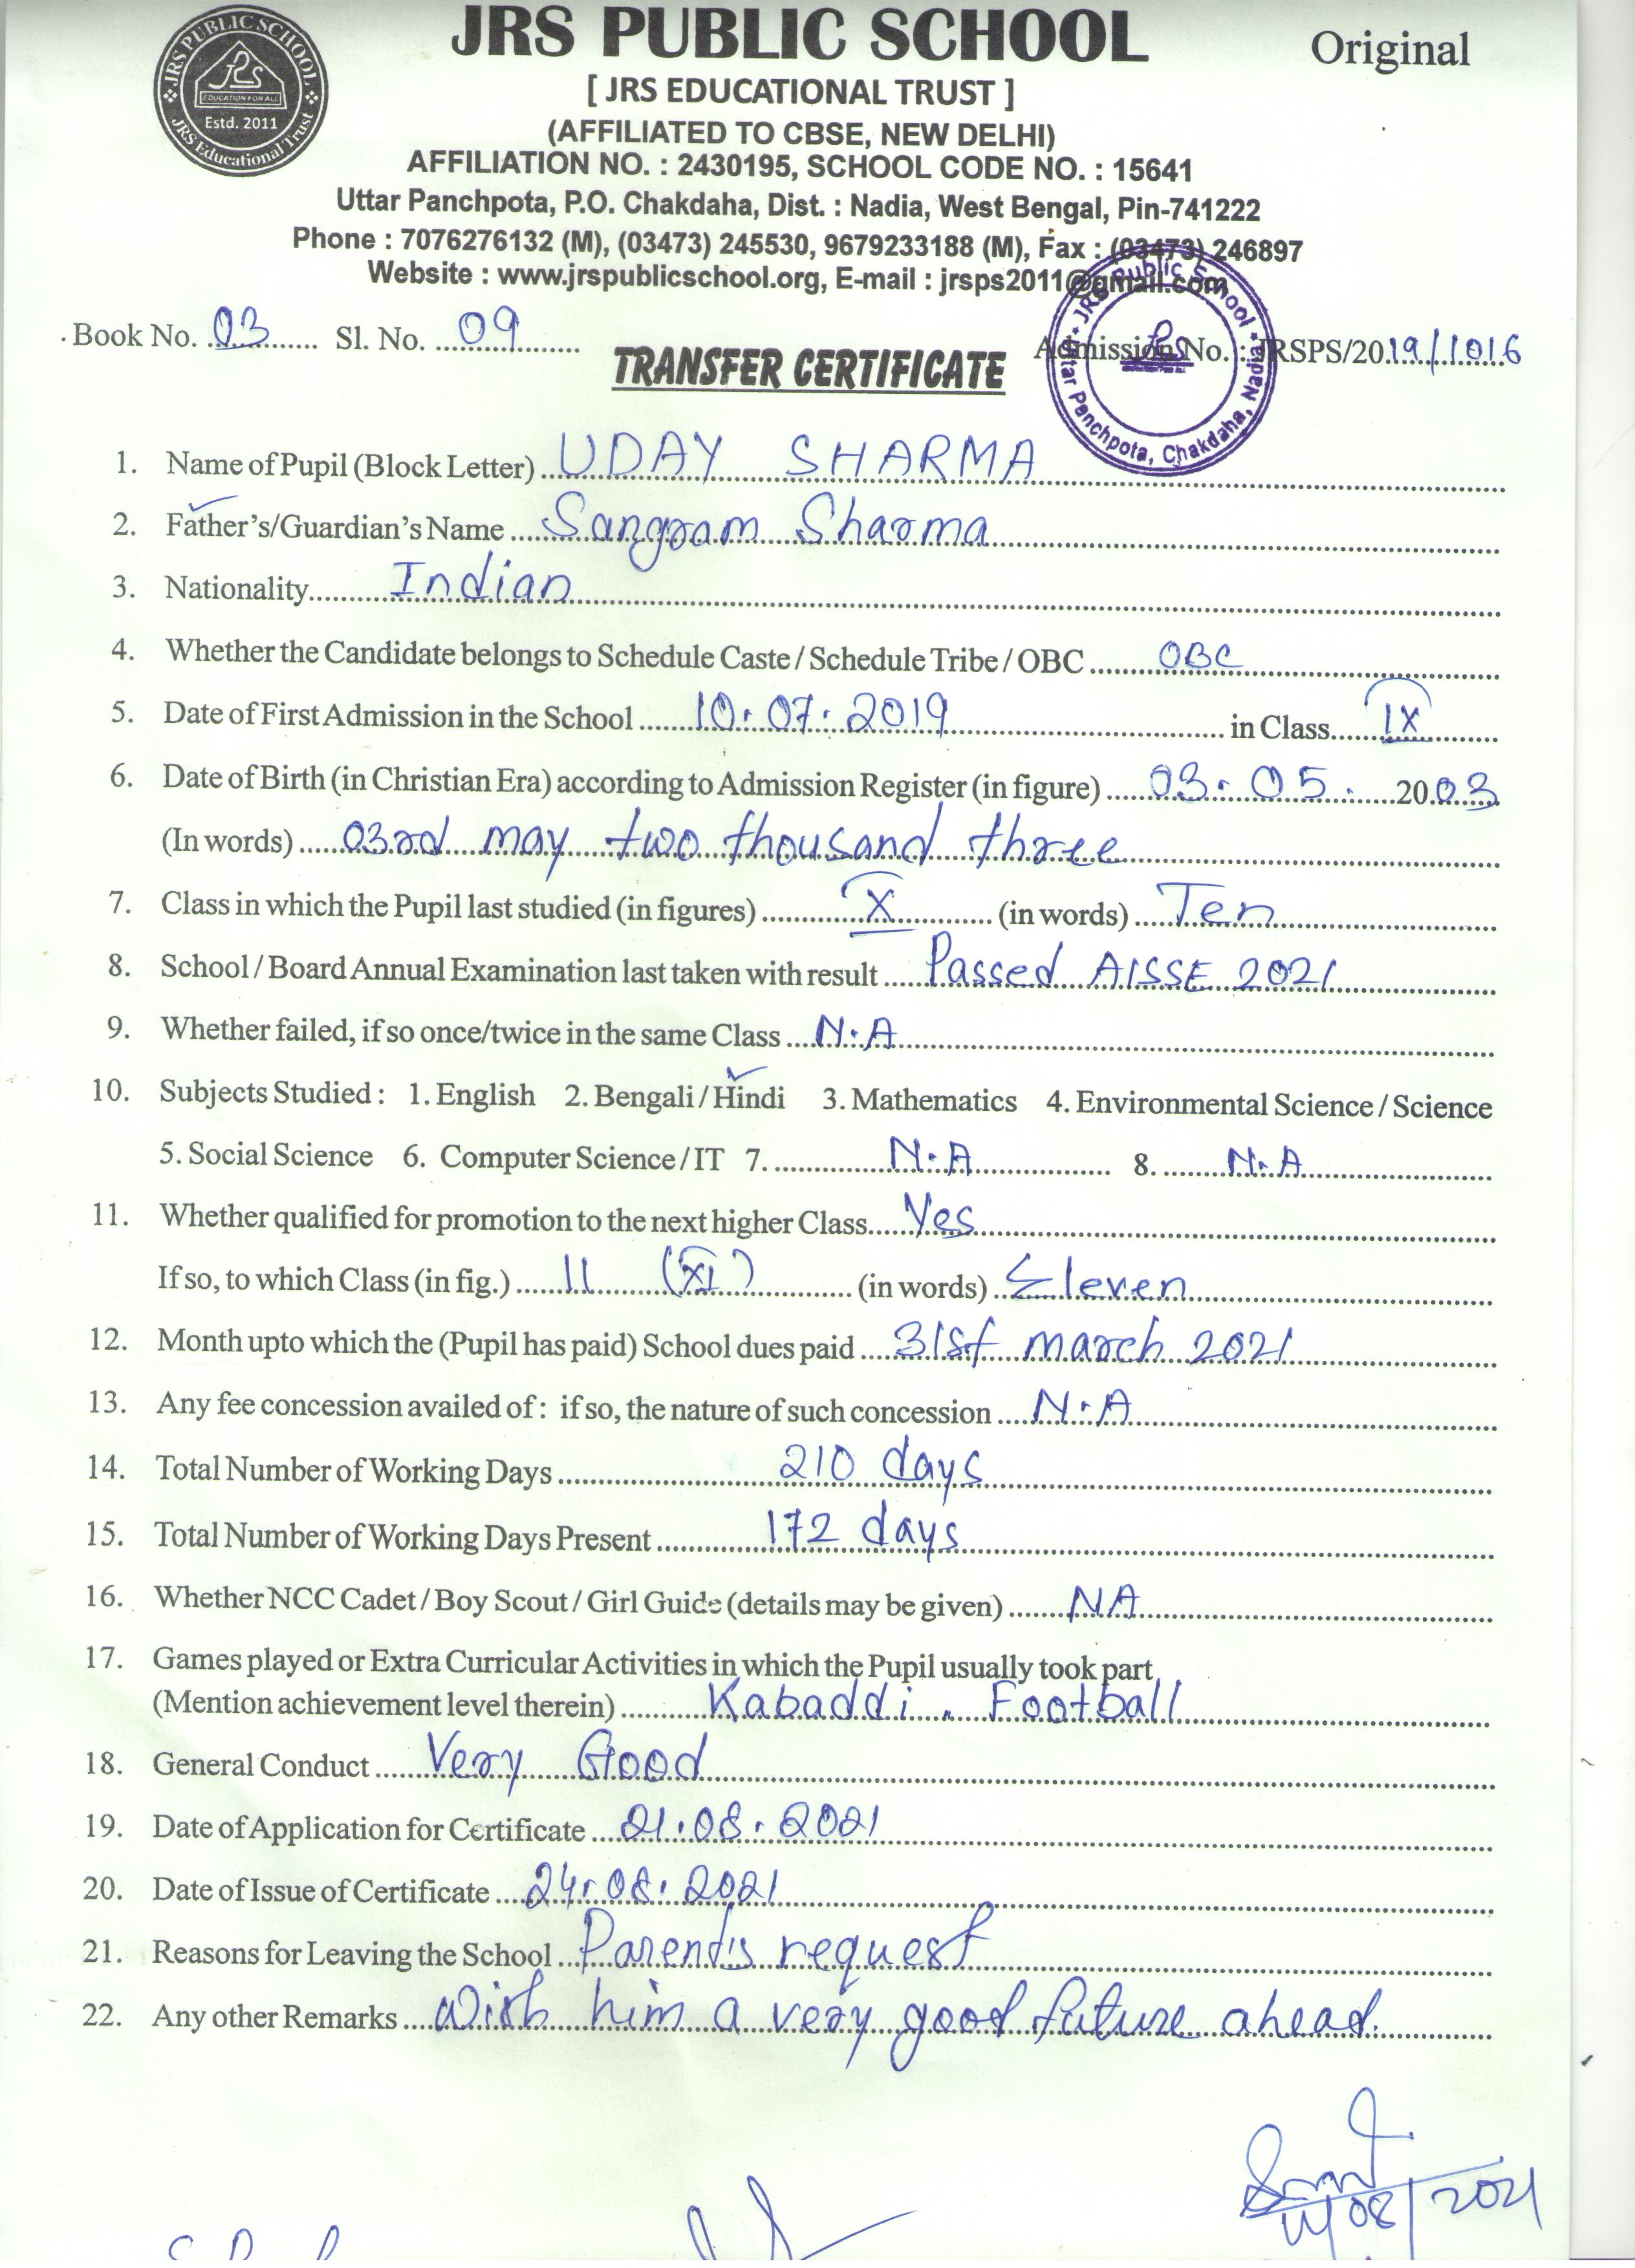 JRS PUBLIC SCHOOL
EDUCATION FOR ALL
Estd. 2011
JRS Educational Trust
JRS PUBLIC SCHOOL
Original
[ JRS EDUCATIONAL TRUST ]
(AFFILIATED TO CBSE, NEW DELHI)
AFFILIATION NO. : 2430195, SCHOOL CODE NO. : 15641
Uttar Panchpota, P.O. Chakdaha, Dist. : Nadia, West Bengal, Pin-741222
Phone : 7076276132 (M), (03473) 245530, 9679233188 (M), Fax : (03473) 246897
Website : www.jrspublicschool.org, E-mail : jrsps2011@gmail.com
JRS Public School
Uttar Panchpota, Chakdaha, Nadia
Book No. 03 Sl. No. 09
Admission No. : JRSPS/2019/1016
TRANSFER CERTIFICATE
1. Name of Pupil (Block Letter) UDAY SHARMA
2. Father's/Guardian's Name Sangram Sharma
3. Nationality Indian
4. Whether the Candidate belongs to Schedule Caste / Schedule Tribe / OBC OBC
5. Date of First Admission in the School 10.07.2019 in Class IX
6. Date of Birth (in Christian Era) according to Admission Register (in figure) 03.05.2003
(In words) 03rd may two thousand three
7. Class in which the Pupil last studied (in figures) X (in words) Ten
8. School / Board Annual Examination last taken with result Passed AISSE 2021
9. Whether failed, if so once/twice in the same Class N.A
10. Subjects Studied : 1. English 2. Bengali / Hindi 3. Mathematics 4. Environmental Science / Science
5. Social Science 6. Computer Science / IT 7. N.A 8. N.A
11. Whether qualified for promotion to the next higher Class Yes
If so, to which Class (in fig.) 11 (XI) (in words) Eleven
12. Month upto which the (Pupil has paid) School dues paid 31st march 2021
13. Any fee concession availed of : if so, the nature of such concession N.A
14. Total Number of Working Days 210 days
15. Total Number of Working Days Present 172 days
16. Whether NCC Cadet / Boy Scout / Girl Guide (details may be given) NA
17. Games played or Extra Curricular Activities in which the Pupil usually took part
(Mention achievement level therein) Kabaddi, Football
18. General Conduct Very Good
19. Date of Application for Certificate 21.08.2021
20. Date of Issue of Certificate 24.08.2021
21. Reasons for Leaving the School Parent's request
22. Any other Remarks Wish him a very good future ahead.